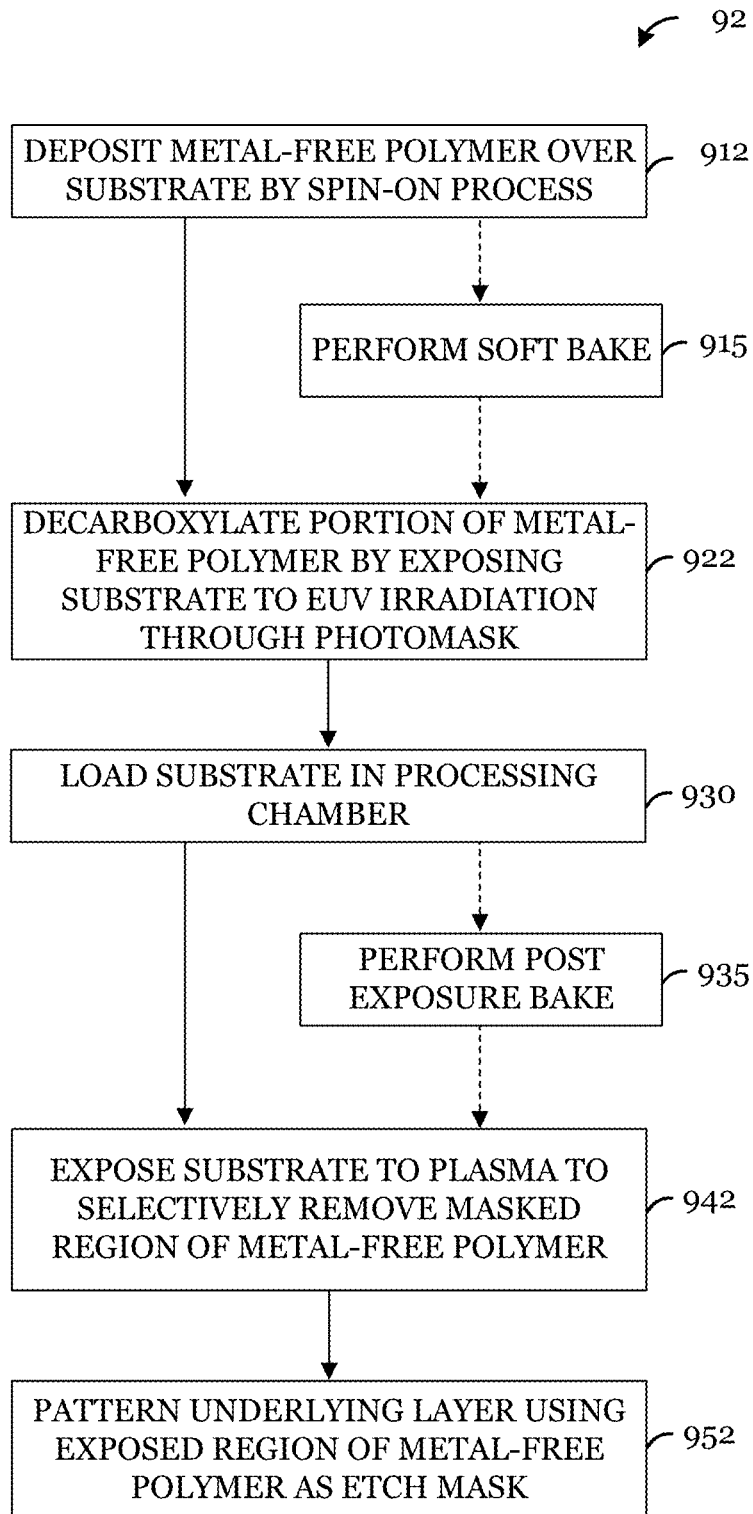 92
DEPOSIT METAL-FREE POLYMER OVER
SUBSTRATE BY SPIN-ON PROCESS
912
PERFORM SOFT BAKE
915
DECARBOXYLATE PORTION OF METAL-
FREE POLYMER BY EXPOSING
SUBSTRATE TO EUV IRRADIATION
THROUGH PHOTOMASK
922
LOAD SUBSTRATE IN PROCESSING
CHAMBER
930
PERFORM POST
EXPOSURE BAKE
935
EXPOSE SUBSTRATE TO PLASMA TO
SELECTIVELY REMOVE MASKED
REGION OF METAL-FREE POLYMER
942
PATTERN UNDERLYING LAYER USING
EXPOSED REGION OF METAL-FREE
POLYMER AS ETCH MASK
952